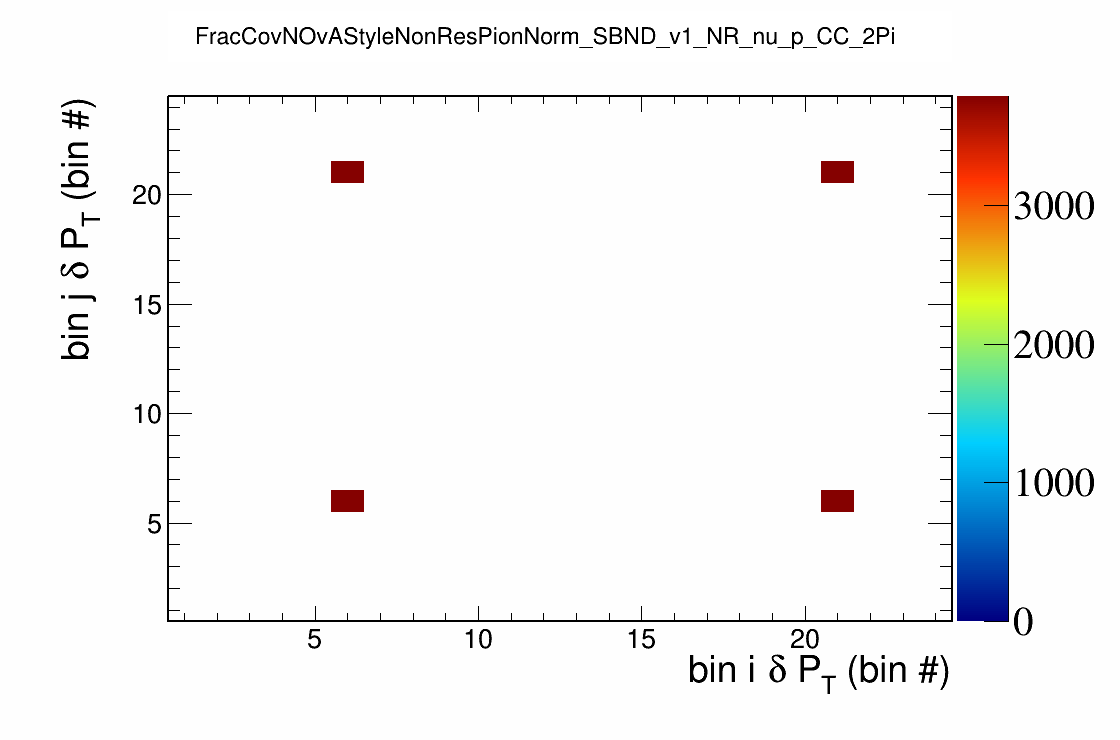 FracCovNOvAStyleNonResPionNorm_SBND_v1_NR_nu_p_CC_2Pi
bin j δ P_T (bin #)
20
15
10
5
5 10 15 20
bin i δ P_T (bin #)
3000
2000
1000
0